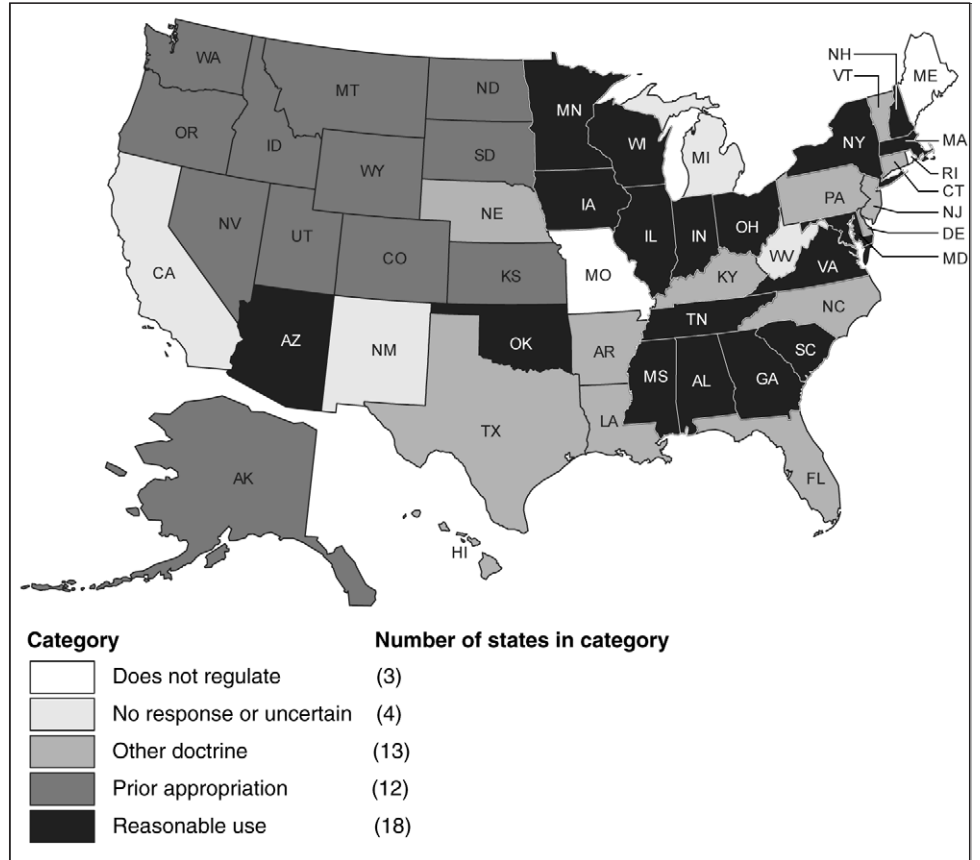 WA
MT
ND
MN
NH
VT
ME
OR
ID
SD
WI
MI
NY
MA
WY
RI
CT
NE
IA
PA
NJ
NV
UT
CO
IL
IN
OH
DE
MD
CA
KS
MO
WV
VA
KY
NC
AZ
NM
OK
AR
TN
SC
MS
AL
GA
TX
LA
FL
AK
HI
Category Number of states in category
Does not regulate (3)
No response or uncertain (4)
Other doctrine (13)
Prior appropriation (12)
Reasonable use (18)